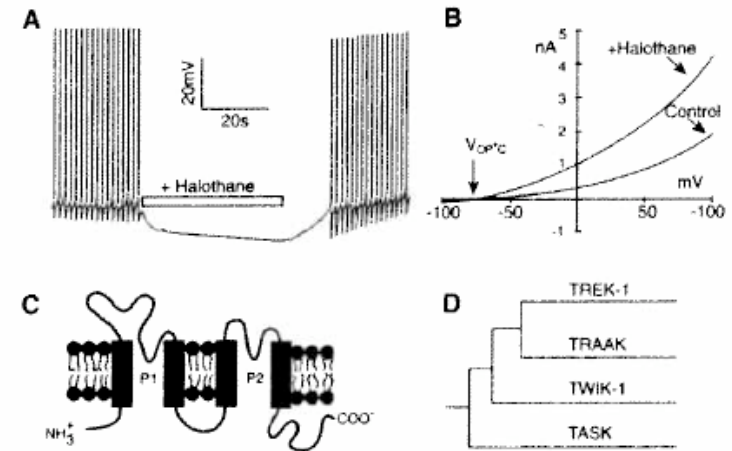 A
20mV
20s
+ Halothane
B
nA
5
4
3
2
1
-1
+Halothane
Control
mV
-100
-50
50
-100
C
P1
P2
NH3+
COO-
D
TREK-1
TRAAK
TWIK-1
TASK